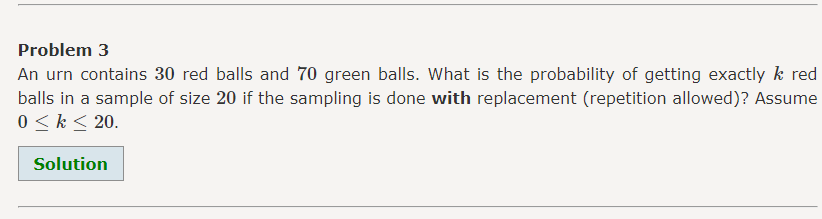 Problem 3
An urn contains 30 red balls and 70 green balls. What is the probability of getting exactly k red
balls in a sample of size 20 if the sampling is done with replacement (repetition allowed)? Assume
0 ≤ k ≤ 20.
Solution